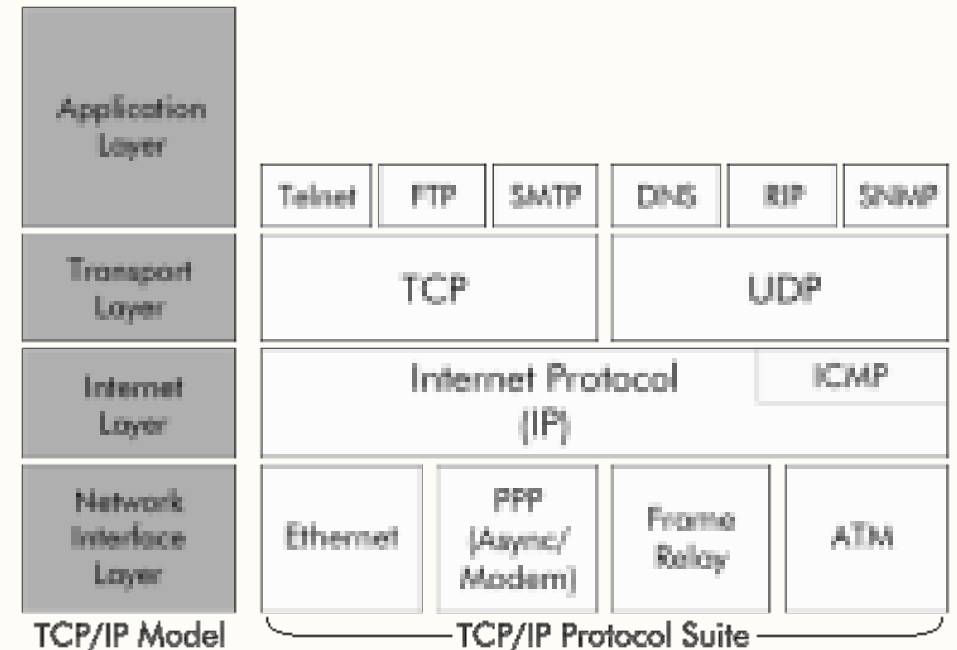 Application
Layer
Telnet
FTP
SMTP
DNS
RIP
SNMP
Transport
Layer
TCP
UDP
Internet
Layer
Internet Protocol
(IP)
ICMP
Network
Interface
Layer
Ethernet
PPP
(Async/
Modem)
Frame
Relay
ATM
TCP/IP Model
TCP/IP Protocol Suite